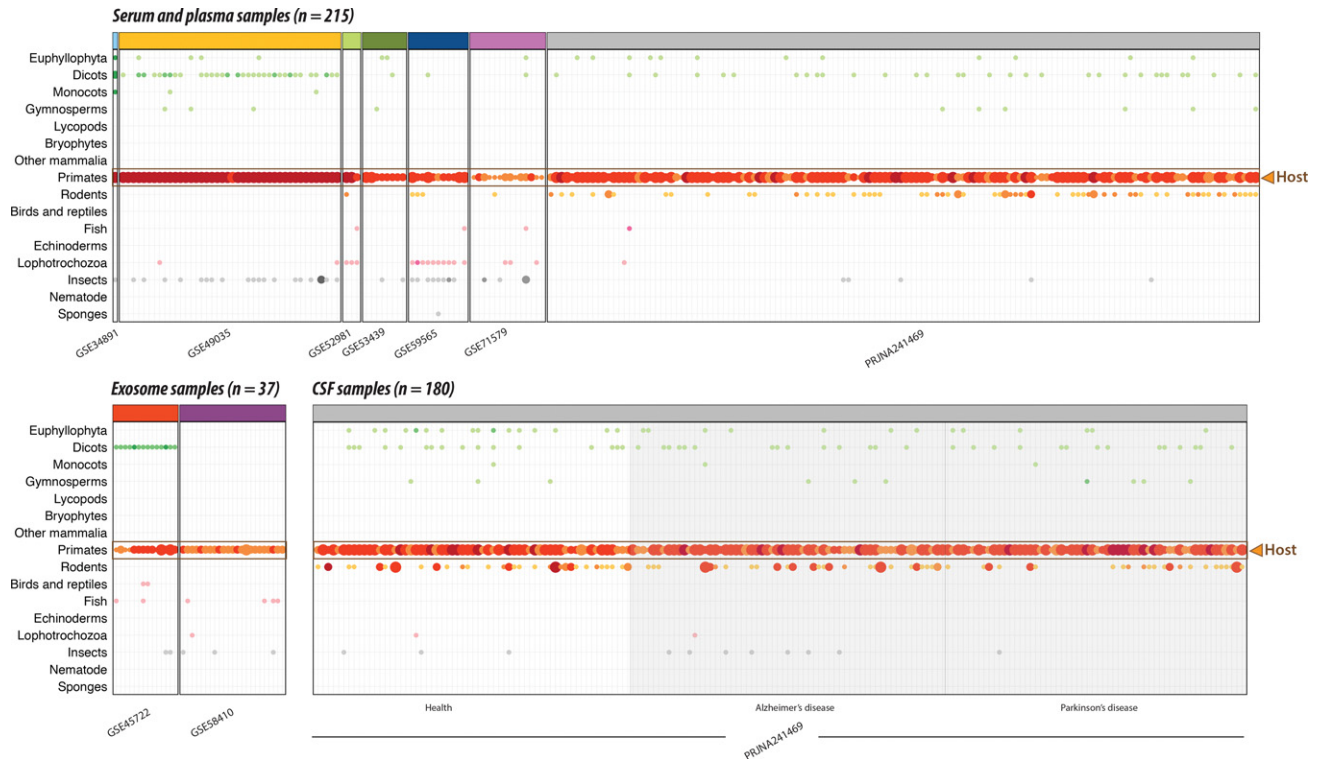 Serum and plasma samples (n = 215)
Euphyllophyta
Dicots
Monocots
Gymnosperms
Lycopods
Bryophytes
Other mammalia
Primates
Host
Rodents
Birds and reptiles
Fish
Echinoderms
Lophotrochozoa
Insects
Nematode
Sponges
GSE34891
GSE49035
GSE52981
GSE53439
GSE59565
GSE71579
PRJNA241469
Exosome samples (n = 37)
CSF samples (n = 180)
Euphyllophyta
Dicots
Monocots
Gymnosperms
Lycopods
Bryophytes
Other mammalia
Primates
Host
Rodents
Birds and reptiles
Fish
Echinoderms
Lophotrochozoa
Insects
Nematode
Sponges
GSE45722
GSE58410
Health
Alzheimer's disease
Parkinson's disease
PRJNA241469